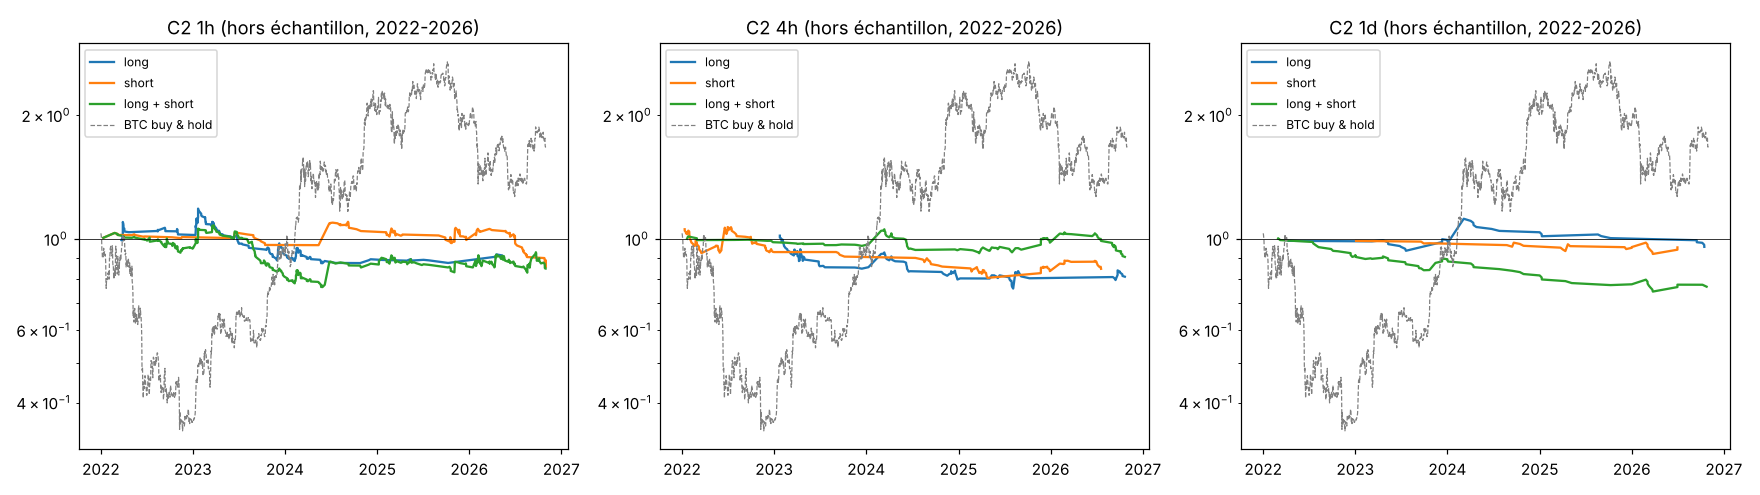 C2 1h (hors échantillon, 2022-2026)
long
short
long + short
BTC buy & hold
2 × 10⁰
10⁰
6 × 10⁻¹
4 × 10⁻¹
2022 2023 2024 2025 2026 2027
C2 4h (hors échantillon, 2022-2026)
long
short
long + short
BTC buy & hold
2 × 10⁰
10⁰
6 × 10⁻¹
4 × 10⁻¹
2022 2023 2024 2025 2026 2027
C2 1d (hors échantillon, 2022-2026)
long
short
long + short
BTC buy & hold
2 × 10⁰
10⁰
6 × 10⁻¹
4 × 10⁻¹
2022 2023 2024 2025 2026 2027